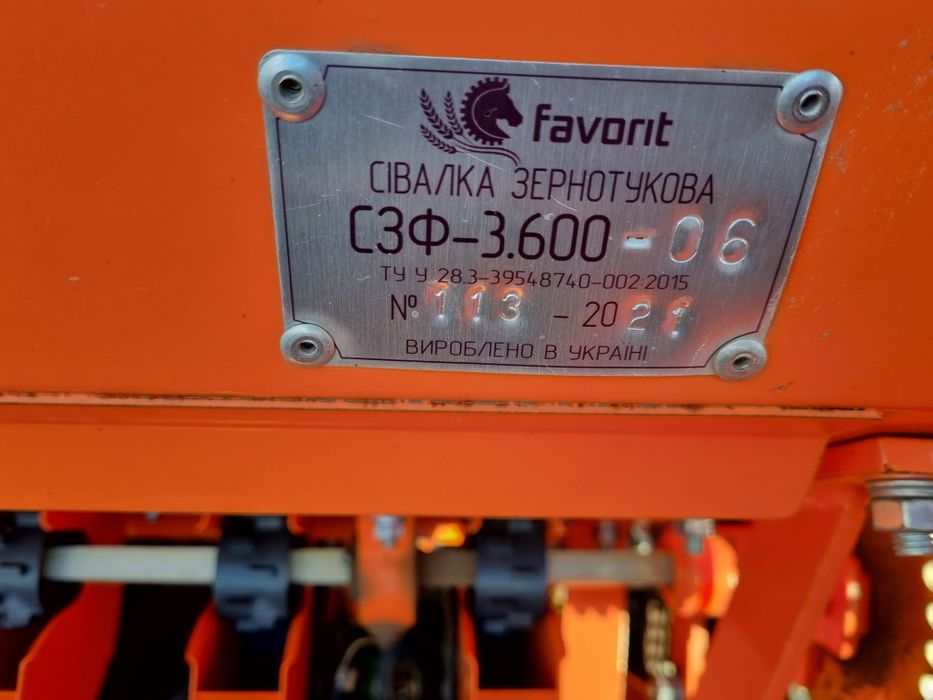 favorit
СІВАЛКА ЗЕРНОТУКОВА
СЗФ-3.600-06
ТУ У 28.3-39548740-002:2015
№ 113 - 2021
ВИРОБЛЕНО В УКРАЇНІ